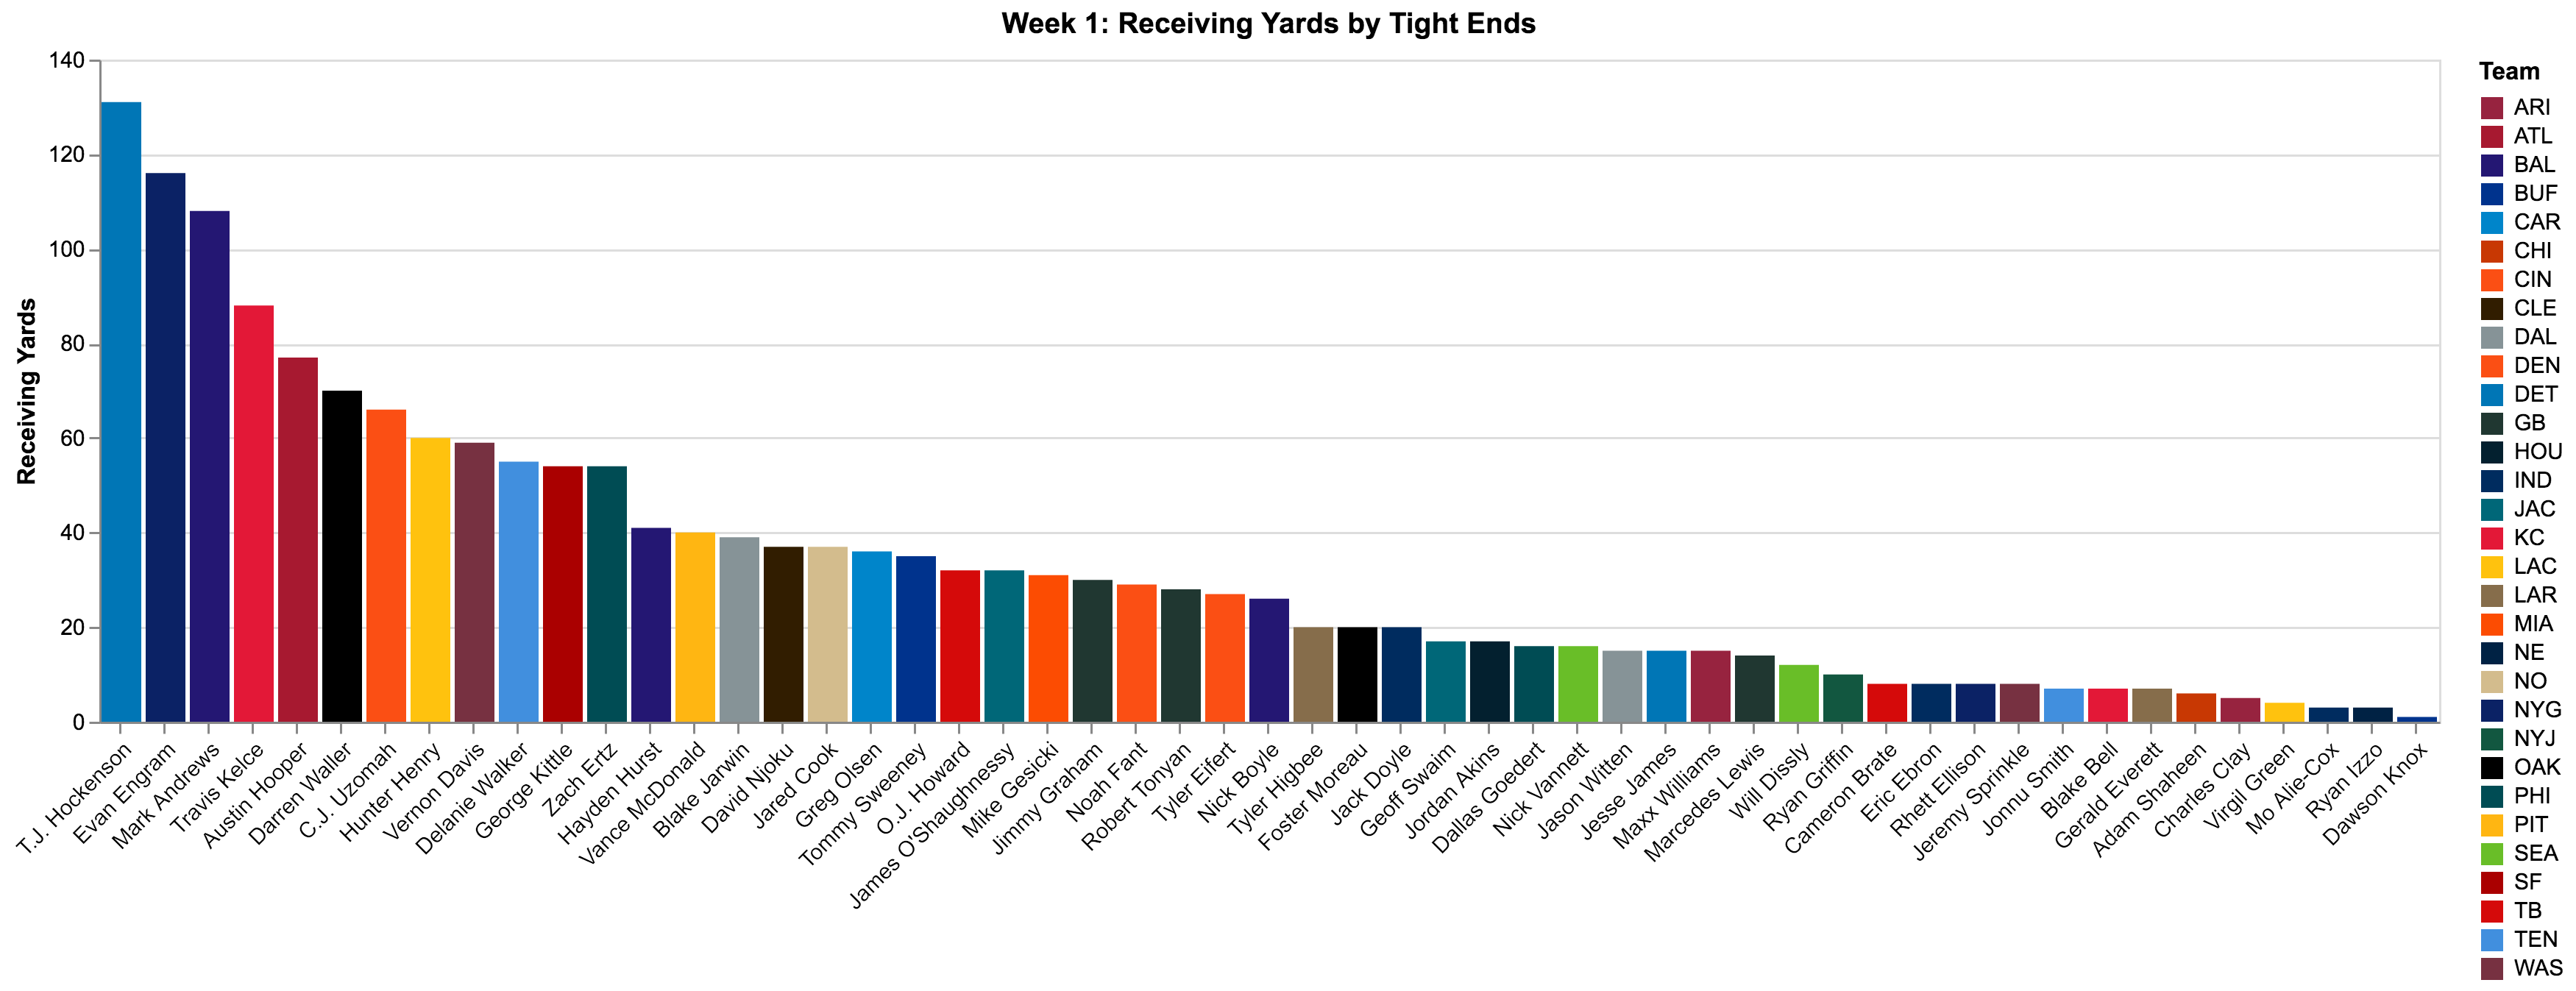 Week 1: Receiving Yards by Tight Ends
Receiving Yards
140
120
100
80
60
40
20
0
T.J. Hockenson
Evan Engram
Mark Andrews
Travis Kelce
Austin Hooper
Darren Waller
C.J. Uzomah
Hunter Henry
Vernon Davis
Delanie Walker
George Kittle
Zach Ertz
Hayden Hurst
Vance McDonald
Blake Jarwin
David Njoku
Jared Cook
Greg Olsen
Tommy Sweeney
O.J. Howard
James O'Shaughnessy
Mike Gesicki
Jimmy Graham
Noah Fant
Robert Tonyan
Tyler Eifert
Nick Boyle
Tyler Higbee
Foster Moreau
Jack Doyle
Geoff Swaim
Jordan Akins
Dallas Goedert
Nick Vannett
Jason Witten
Jesse James
Maxx Williams
Marcedes Lewis
Will Dissly
Ryan Griffin
Cameron Brate
Eric Ebron
Rhett Ellison
Jeremy Sprinkle
Jonnu Smith
Blake Bell
Gerald Everett
Adam Shaheen
Charles Clay
Virgil Green
Mo Alie-Cox
Ryan Izzo
Dawson Knox
Team
ARI
ATL
BAL
BUF
CAR
CHI
CIN
CLE
DAL
DEN
DET
GB
HOU
IND
JAC
KC
LAC
LAR
MIA
NE
NO
NYG
NYJ
OAK
PHI
PIT
SEA
SF
TB
TEN
WAS